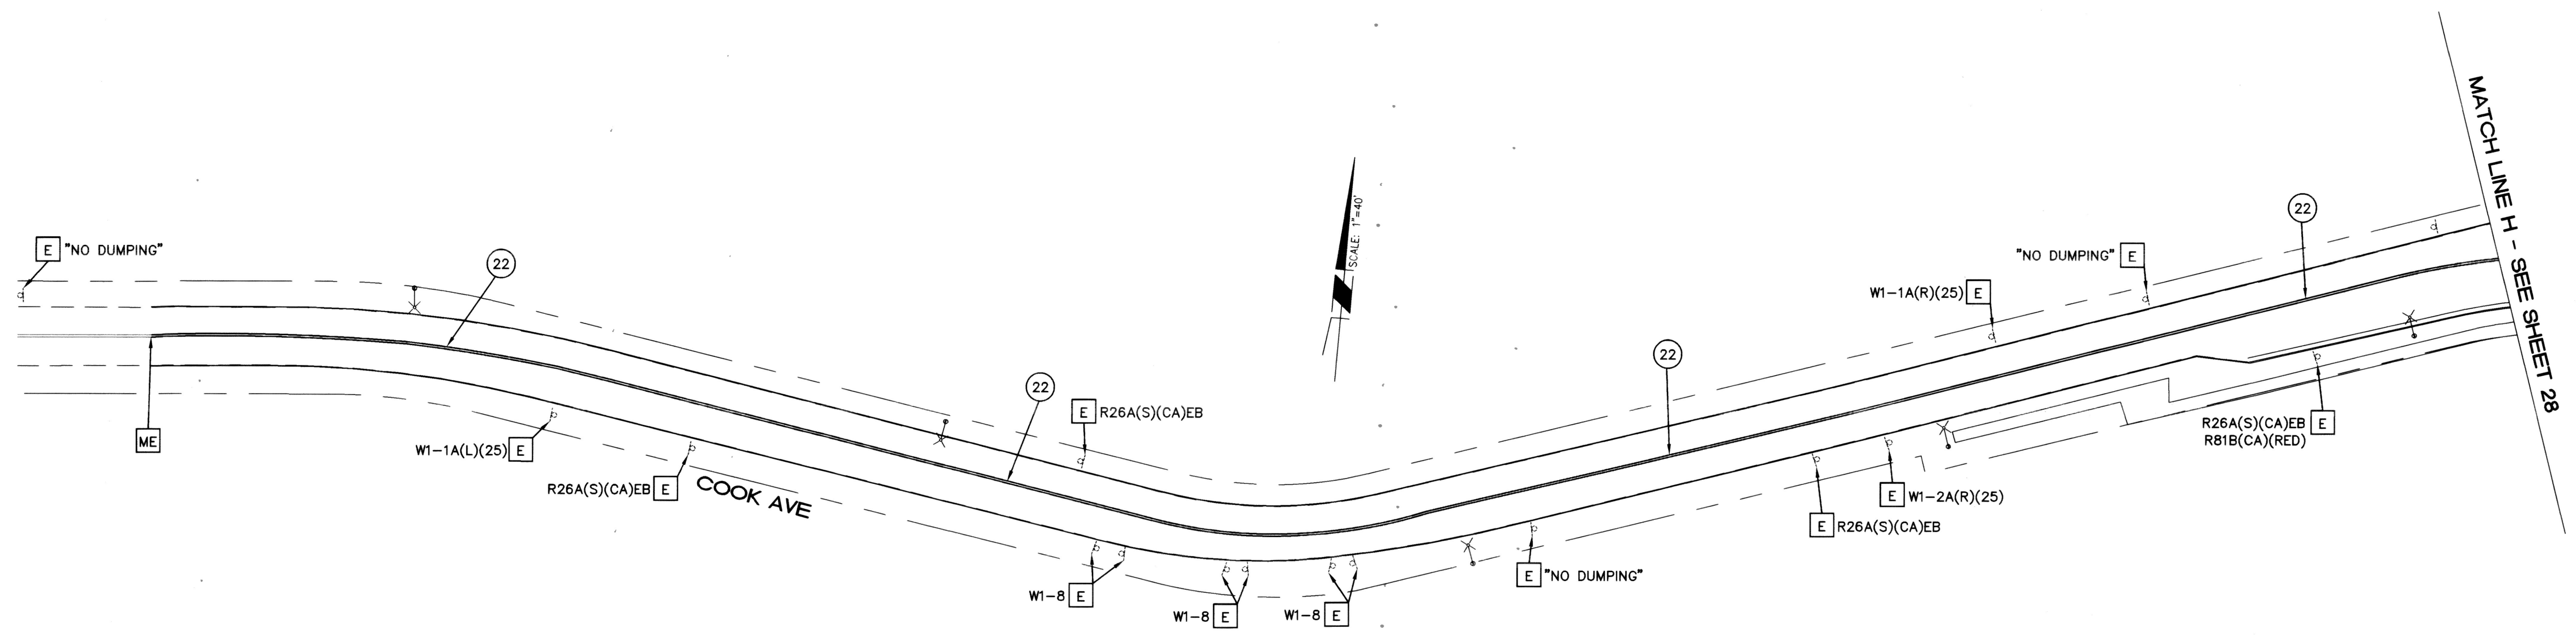 E "NO DUMPING"
22
ME
W1-1A(L)(25) E
R26A(S)(CA)EB E
COOK AVE
22
E R26A(S)(CA)EB
W1-8 E
W1-8 E
W1-8 E
SCALE: 1"=40'
E "NO DUMPING"
22
E R26A(S)(CA)EB
E W1-2A(R)(25)
W1-1A(R)(25) E
"NO DUMPING" E
22
R26A(S)(CA)EB E
R81B(CA)(RED)
MATCH LINE H - SEE SHEET 28